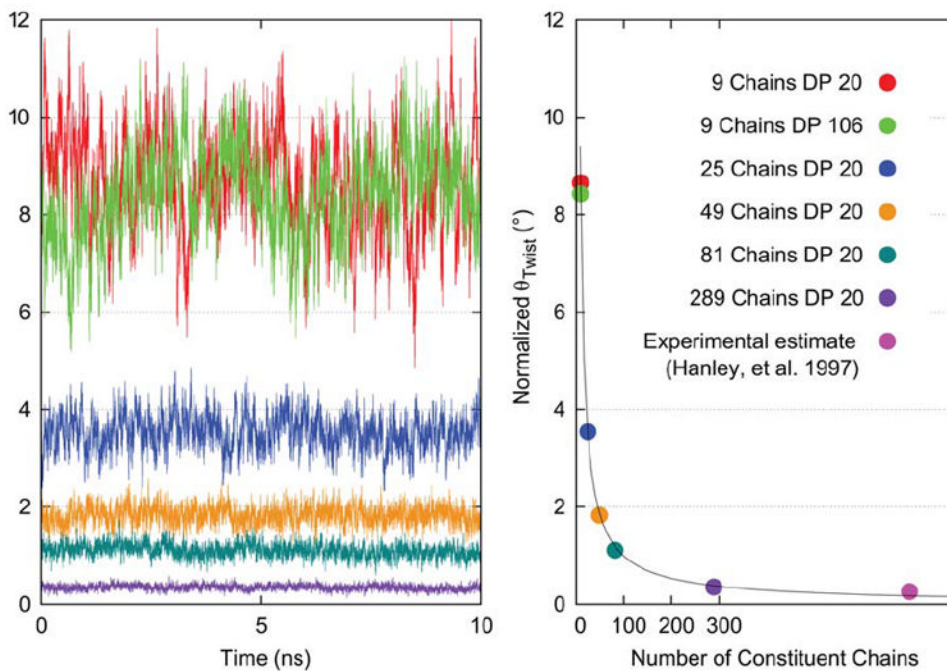 12
10
8
6
4
2
0
0
5
10
Time (ns)
12
10
8
6
4
2
0
Normalized θTwist (°)
9 Chains DP 20
9 Chains DP 106
25 Chains DP 20
49 Chains DP 20
81 Chains DP 20
289 Chains DP 20
Experimental estimate
(Hanley, et al. 1997)
0 100 200 300
Number of Constituent Chains